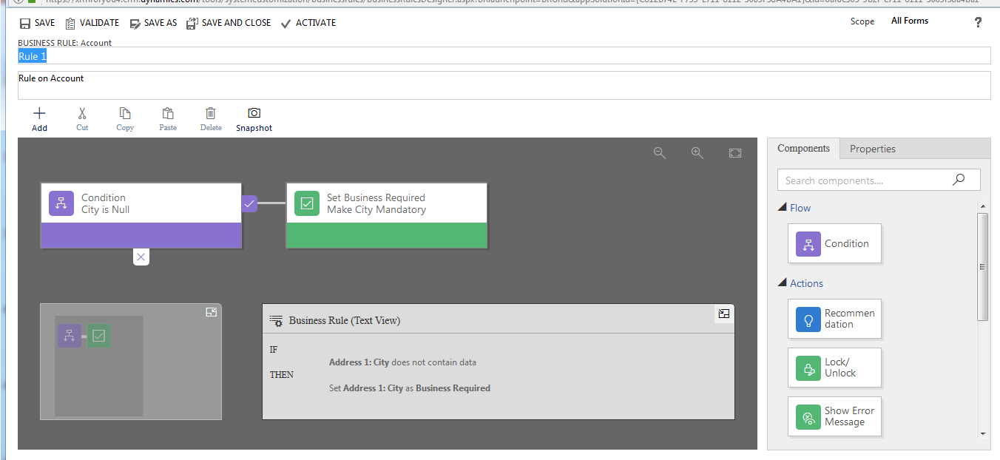 SAVE VALIDATE SAVE AS SAVE AND CLOSE ACTIVATE Scope All Forms ?
BUSINESS RULE: Account
Rule 1
Rule on Account
Add Cut Copy Paste Delete Snapshot
Components Properties
Search components....
Condition
City is Null
Set Business Required
Make City Mandatory
Flow
Condition
Actions
Recommen
dation
Lock/
Unlock
Show Error
Message
Business Rule (Text View)
IF
Address 1: City does not contain data
THEN
Set Address 1: City as Business Required